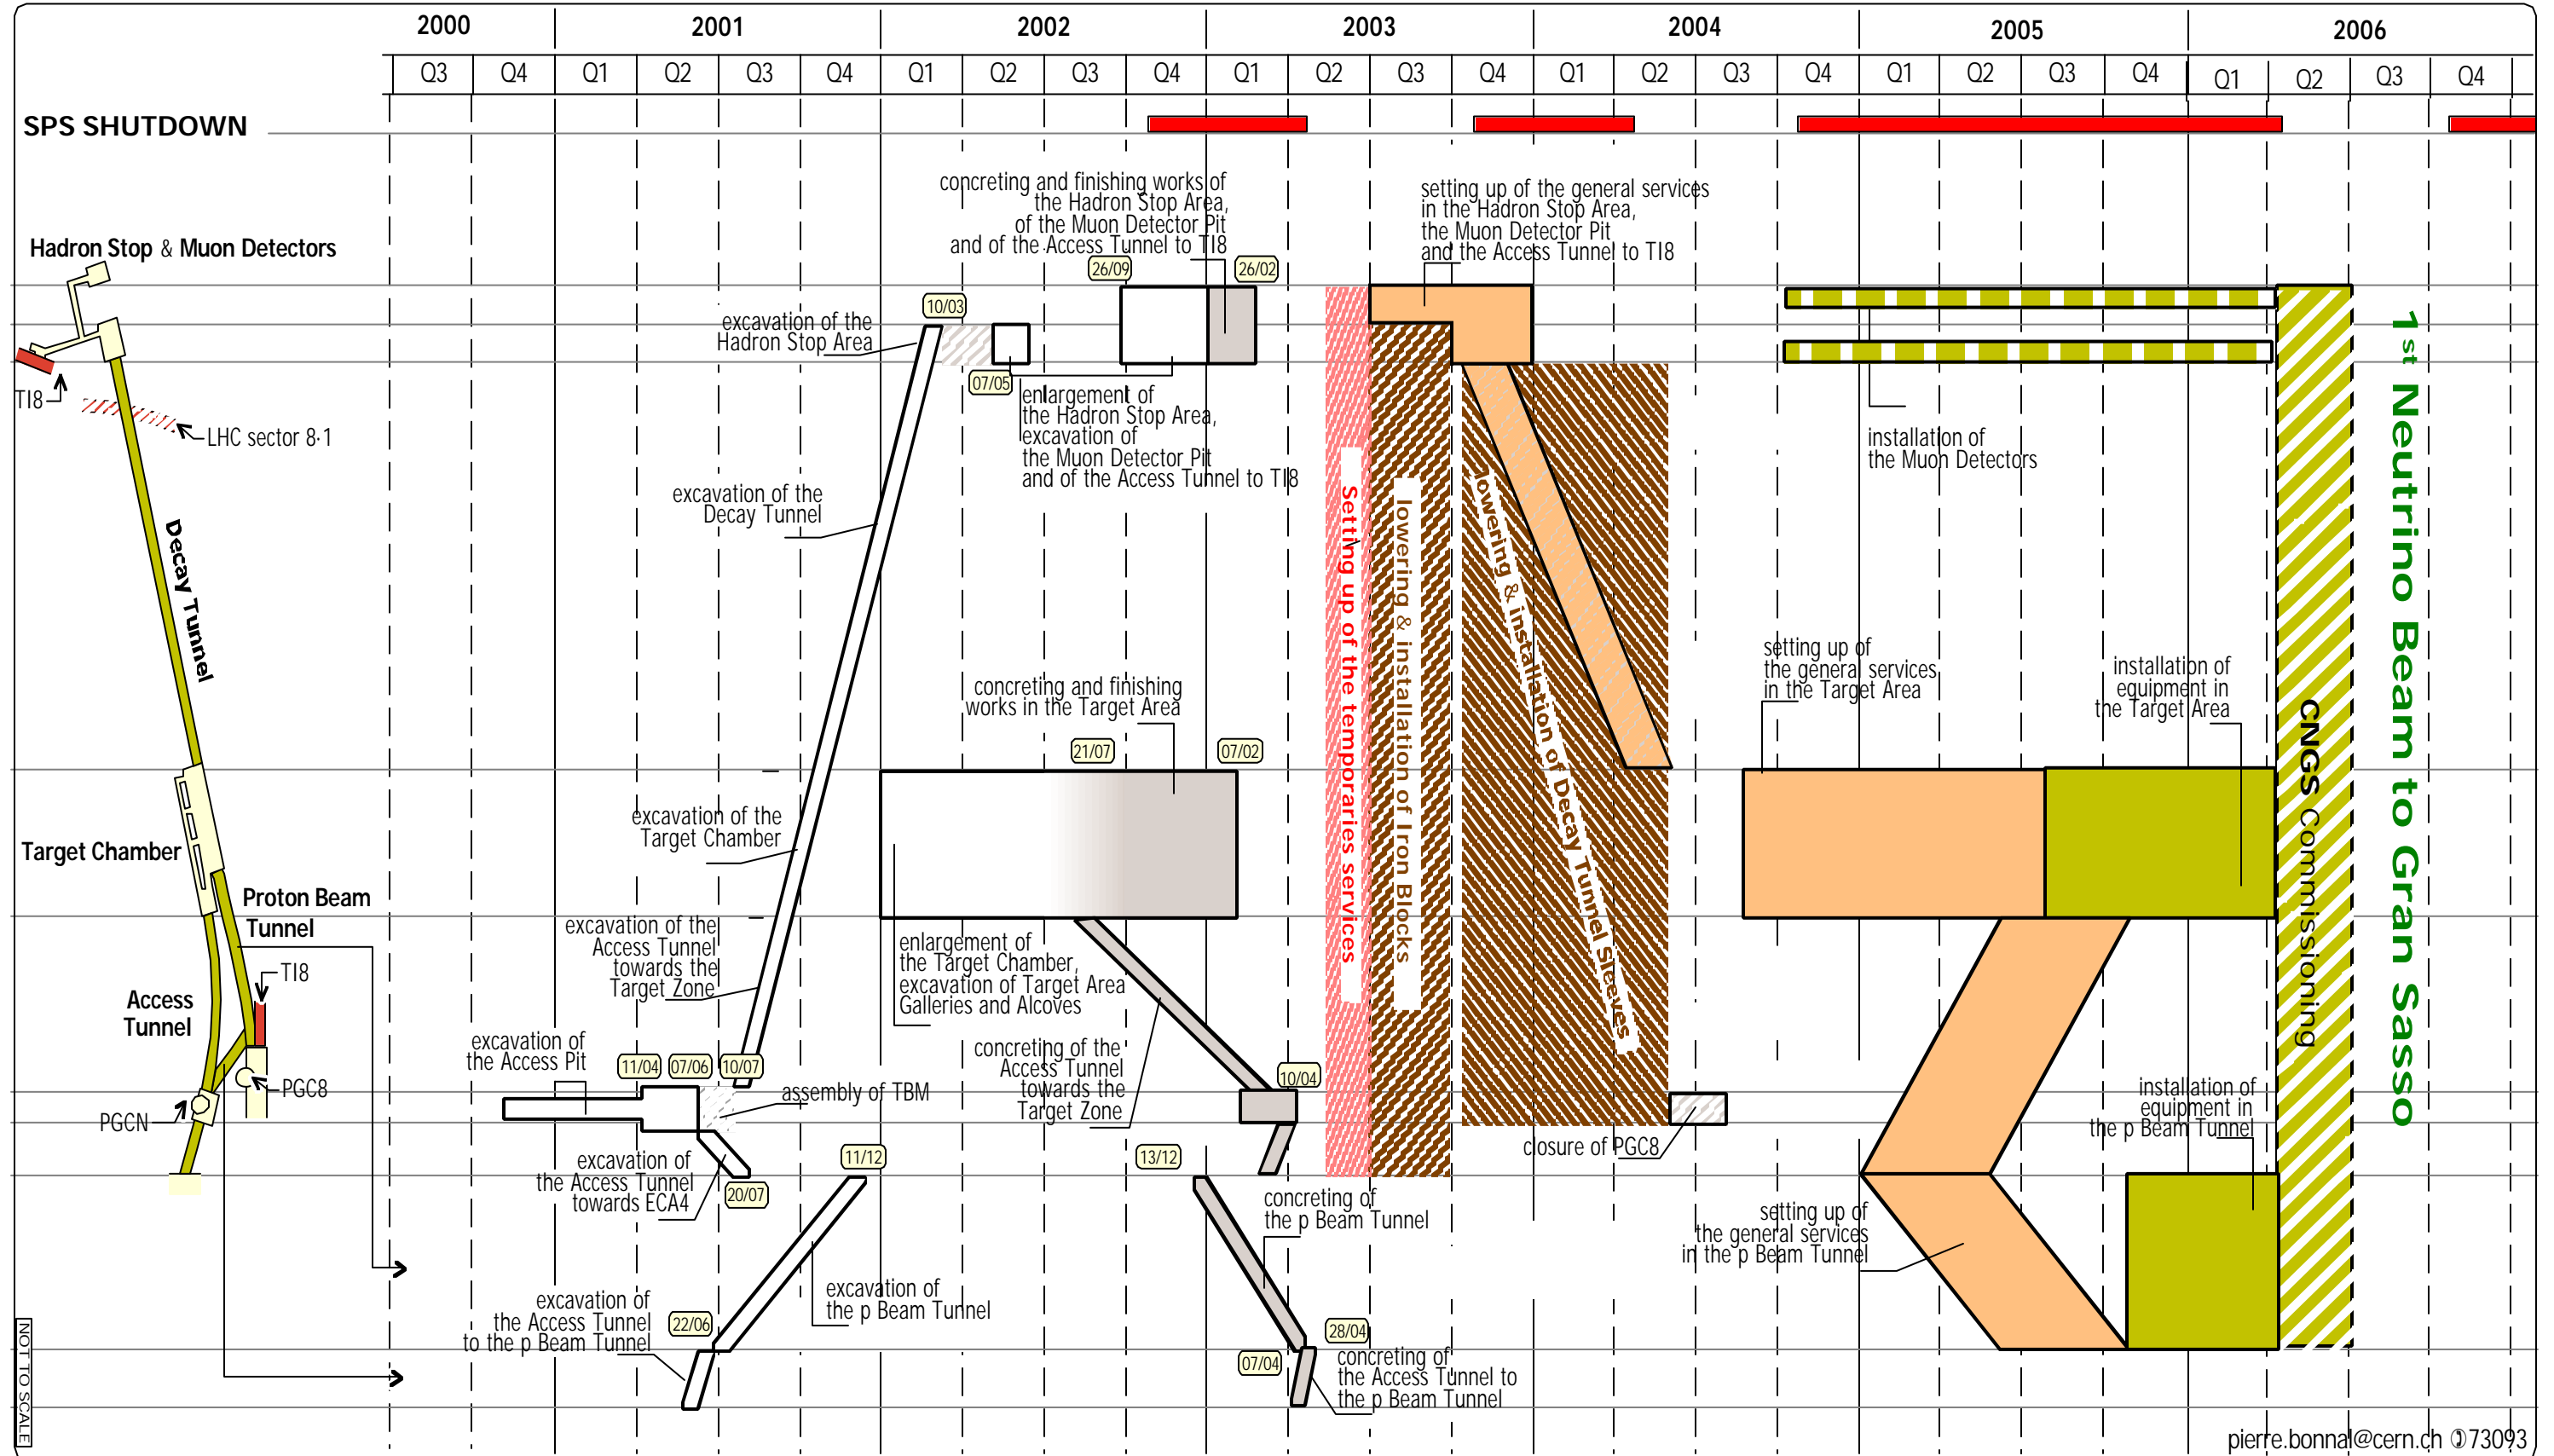 2000 2001 2002 2003 2004 2005 2006
Q3 Q4 Q1 Q2 Q3 Q4 Q1 Q2 Q3 Q4 Q1 Q2 Q3 Q4 Q1 Q2 Q3 Q4 Q1 Q2 Q3 Q4 Q1 Q2 Q3 Q4
SPS SHUTDOWN
concreting and finishing works of
the Hadron Stop Area,
of the Muon Detector Pit
and of the Access Tunnel to TI8
setting up of the general services
in the Hadron Stop Area,
the Muon Detector Pit
and the Access Tunnel to TI8
Hadron Stop & Muon Detectors
26/09
26/02
10/03
excavation of the
Hadron Stop Area
07/05
enlargement of
the Hadron Stop Area,
excavation of
the Muon Detector Pit
and of the Access Tunnel to TI8
TI8
LHC sector 8·1
installation of
the Muon Detectors
excavation of the
Decay Tunnel
Decay Tunnel
Setting up of the temporaries services
lowering & installation of Iron Blocks
lowering & installation of Decay Tunnel Sleeves
CNGS Commissioning
1st Neutrino Beam to Gran Sasso
setting up of
the general services
in the Target Area
installation of
equipment in
the Target Area
concreting and finishing
works in the Target Area
21/07
07/02
excavation of the
Target Chamber
Target Chamber
Proton Beam
Tunnel
excavation of the
Access Tunnel
towards the
Target Zone
enlargement of
the Target Chamber,
excavation of Target Area
Galleries and Alcoves
TI8
Access
Tunnel
excavation of
the Access Pit
11/04
07/06
10/07
assembly of TBM
concreting of the
Access Tunnel
towards the
Target Zone
10/04
PGC8
PGCN
closure of PGC8
installation of
equipment in
the p Beam Tunnel
excavation of
the Access Tunnel
towards ECA4
20/07
11/12
13/12
concreting of
the p Beam Tunnel
setting up of
the general services
in the p Beam Tunnel
excavation of
the p Beam Tunnel
excavation of
the Access Tunnel
to the p Beam Tunnel
22/06
28/04
07/04
concreting of
the Access Tunnel to
the p Beam Tunnel
NOT TO SCALE
pierre.bonnal@cern.ch ✆73093